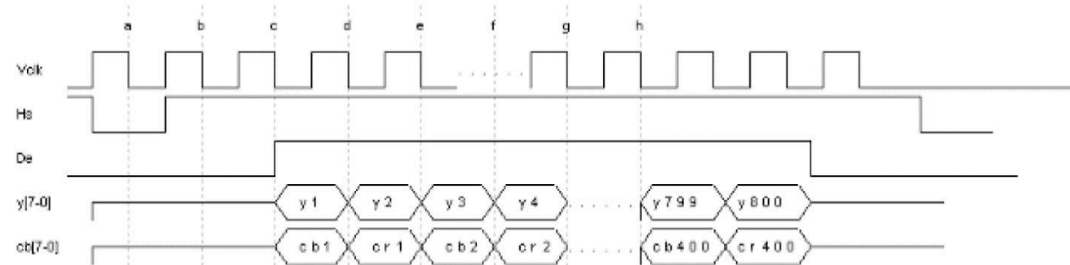 a b c d e f g h
Vclk
Hs
De
y[7-0] y1 y2 y3 y4 y799 y800
cb[7-0] cb1 cr1 cb2 cr2 cb400 cr400